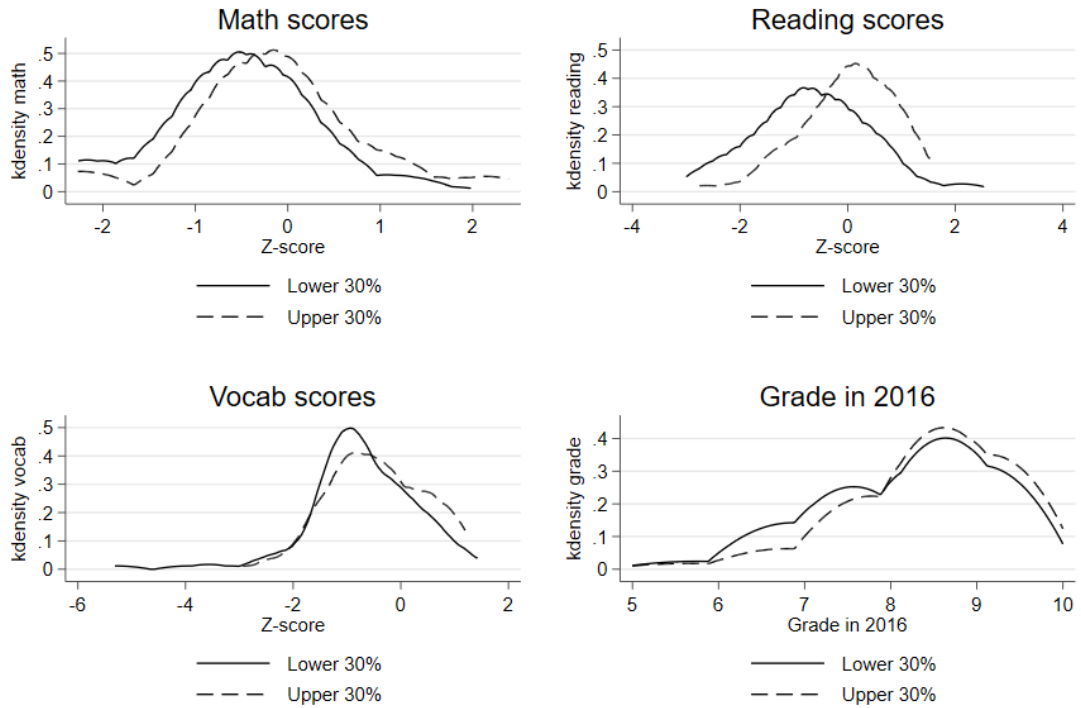 Math scores
kdensity math
.5
.4
.3
.2
.1
0
-2 -1 0 1 2
Z-score
Lower 30%
Upper 30%
Reading scores
kdensity reading
.5
.4
.3
.2
.1
0
-4 -2 0 2 4
Z-score
Lower 30%
Upper 30%
Vocab scores
kdensity vocab
.5
.4
.3
.2
.1
0
-6 -4 -2 0 2
Z-score
Lower 30%
Upper 30%
Grade in 2016
kdensity grade
.4
.3
.2
.1
0
5 6 7 8 9 10
Grade in 2016
Lower 30%
Upper 30%